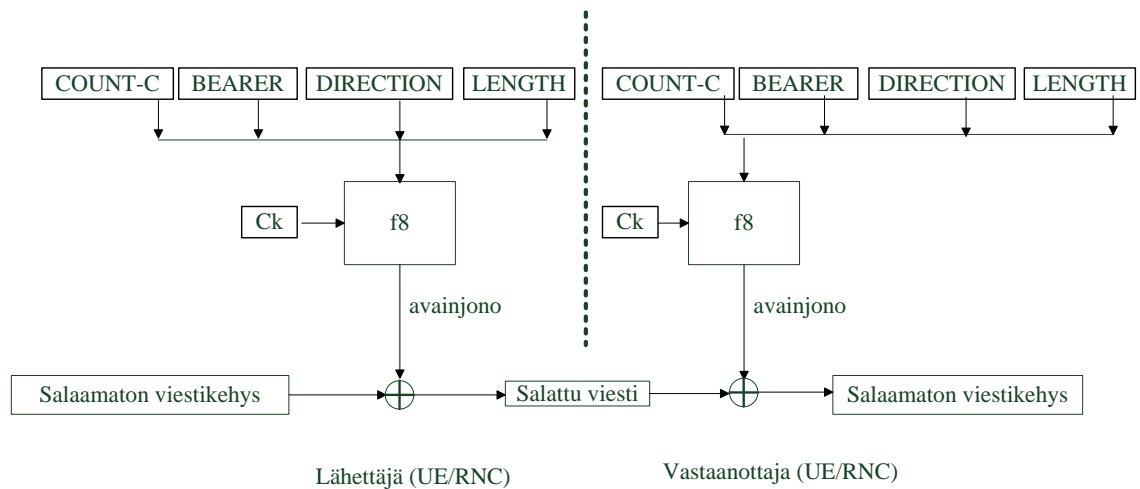 COUNT-C BEARER DIRECTION LENGTH
COUNT-C BEARER DIRECTION LENGTH
Ck f8
Ck f8
avainjono
avainjono
Salaamaton viestikehys
Salattu viesti
Salaamaton viestikehys
Lähettäjä (UE/RNC)
Vastaanottaja (UE/RNC)